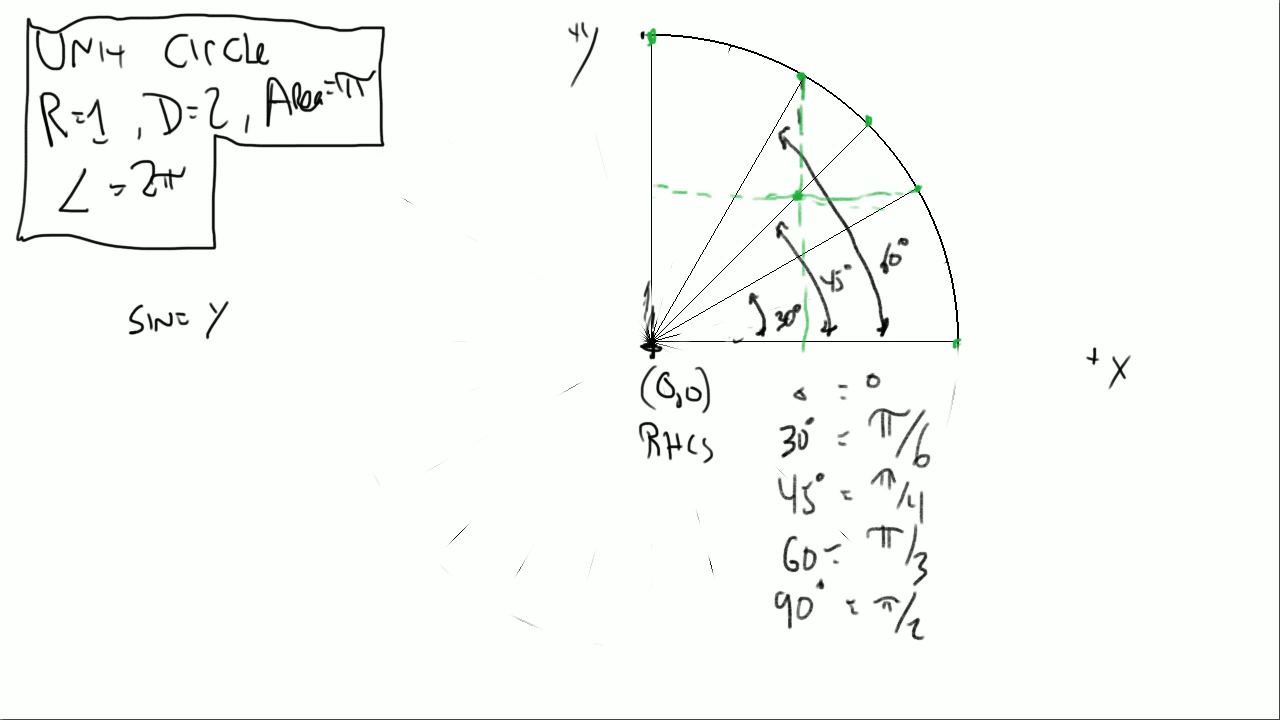 UNIt CircLe
R=1, D=2, Area=π
∠ = 2π
SIN= y
+y
60°
45°
30°
+ x
(0,0)
RHCS
0 = 0
30° = π/6
45° = π/4
60 = π/3
90° = π/2